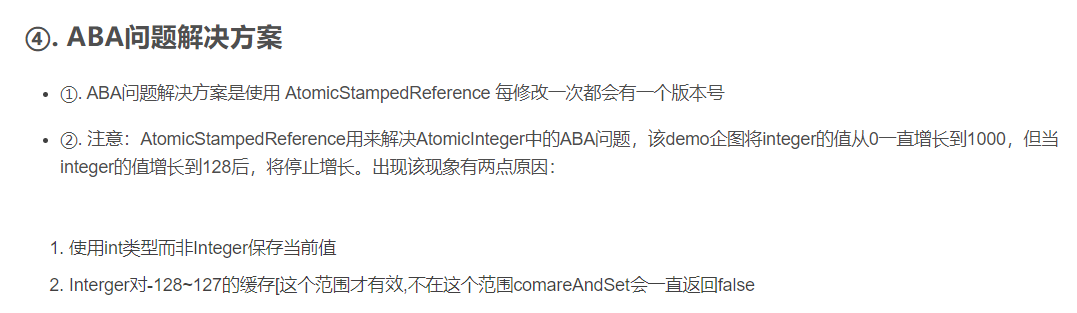 ④. ABA问题解决方案
①. ABA问题解决方案是使用 AtomicStampedReference 每修改一次都会有一个版本号
②. 注意：AtomicStampedReference用来解决AtomicInteger中的ABA问题，该demo企图将integer的值从0一直增长到1000，但当
integer的值增长到128后，将停止增长。出现该现象有两点原因：
1. 使用int类型而非Integer保存当前值
2. Interger对-128~127的缓存[这个范围才有效,不在这个范围comareAndSet会一直返回false